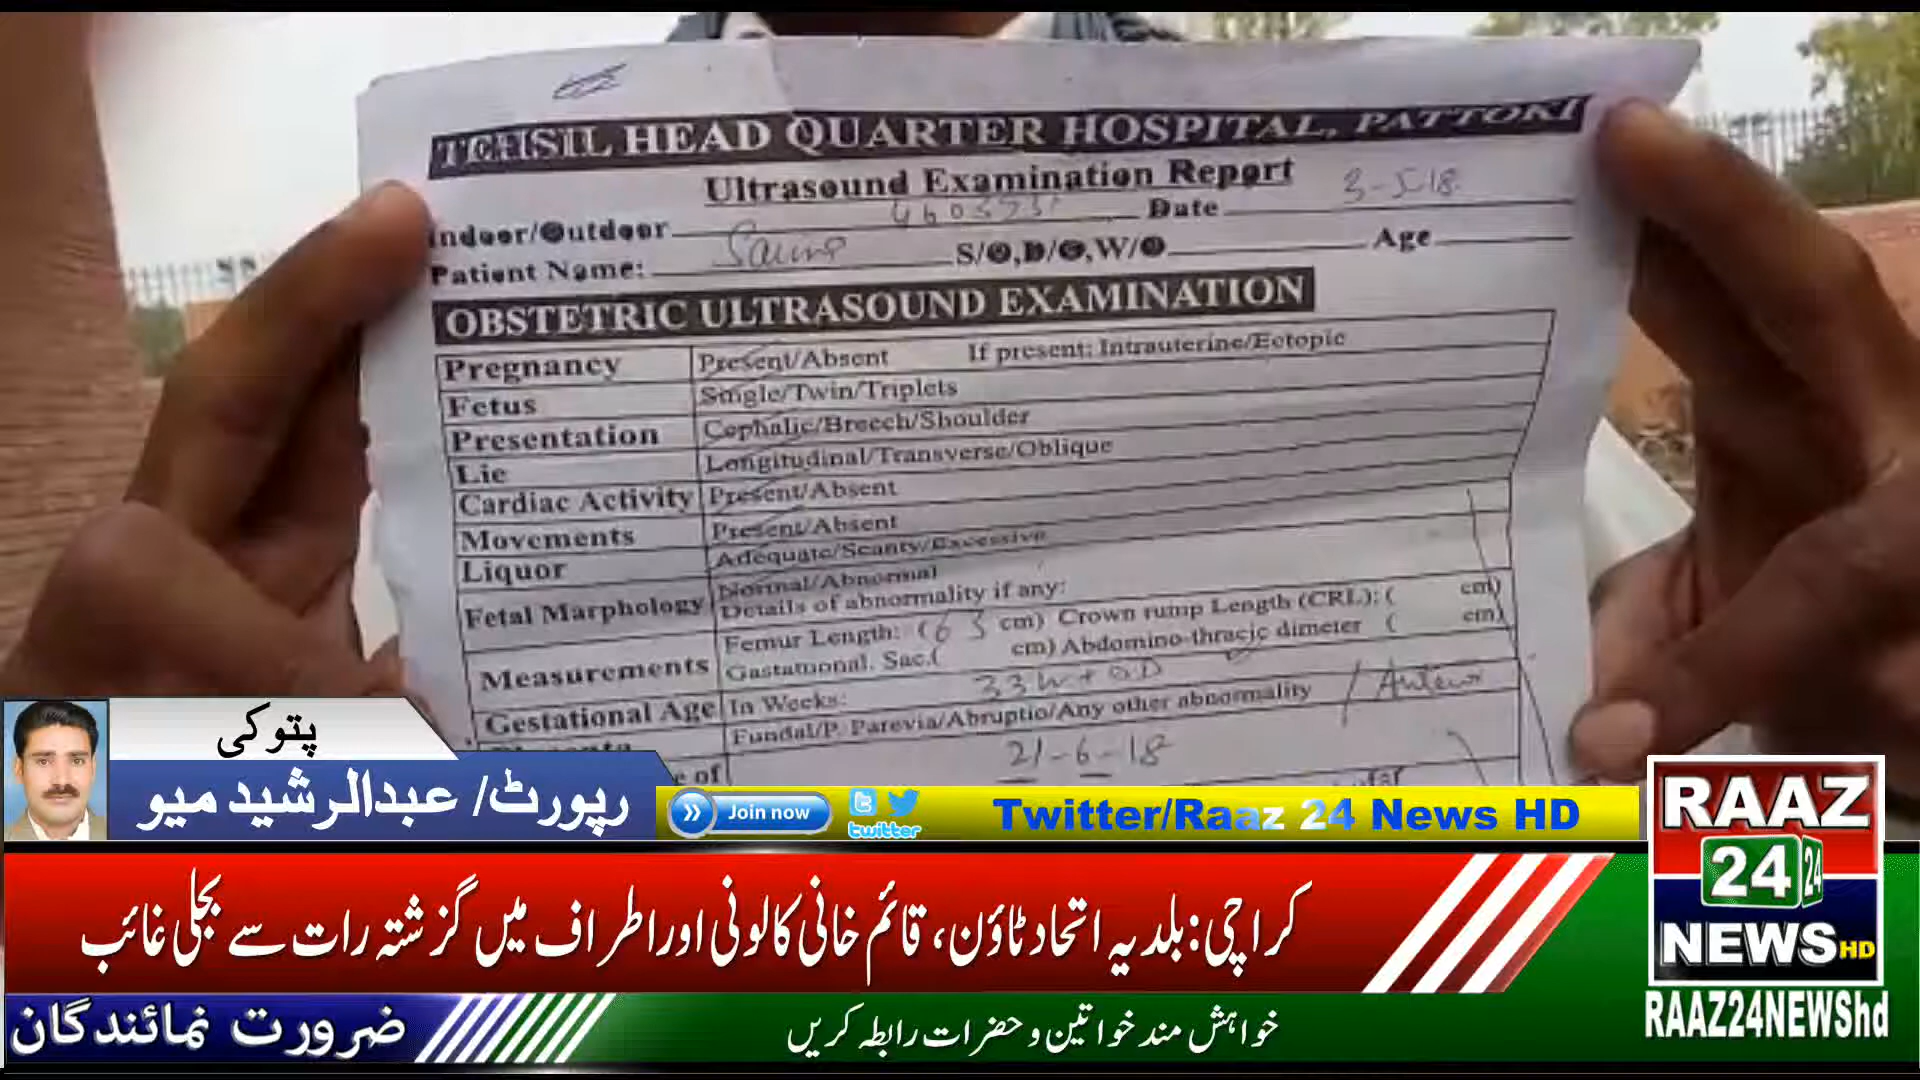 TEHSIL HEAD QUARTER HOSPITAL, PATTOKI
Ultrasound Examination Report
Indoor/Outdoor Date 3-5-18
Patient Name: S/O,D/O,W/O Age
OBSTETRIC ULTRASOUND EXAMINATION
Pregnancy Present/Absent If present: Intrauterine/Ectopic
Fetus Single/Twin/Triplets
Presentation Cephalic/Breech/Shoulder
Lie Longitudinal/Transverse/Oblique
Cardiac Activity Present/Absent
Movements Present/Absent
Liquor Adequate/Scanty/Excessive
Fetal Marphology Normal/Abnormal
Details of abnormality if any:
Measurements Femur Length: (63 cm) Crown rump Length (CRL): ( cm)
Gastational. Sac.( cm) Abdomino-thracic dimeter ( cm)
Gestational Age In Weeks: 33W+0D
Placenta Fundal/P. Parevia/Abruptio/Any other abnormality
e of 21-6-18
پتوکی
رپورٹ/ عبدالرشید میو
Join now
twitter
Twitter/Raaz 24 News HD
کراچی: بلدیہ اتحاد ٹاؤن، قائم خانی کالونی اور اطراف میں گزشتہ رات سے بجلی غائب
ضرورت نمائندگان
خواہش مند خواتین و حضرات رابطہ کریں
RAAZ
24 24
NEWS HD
RAAZ24NEWShd